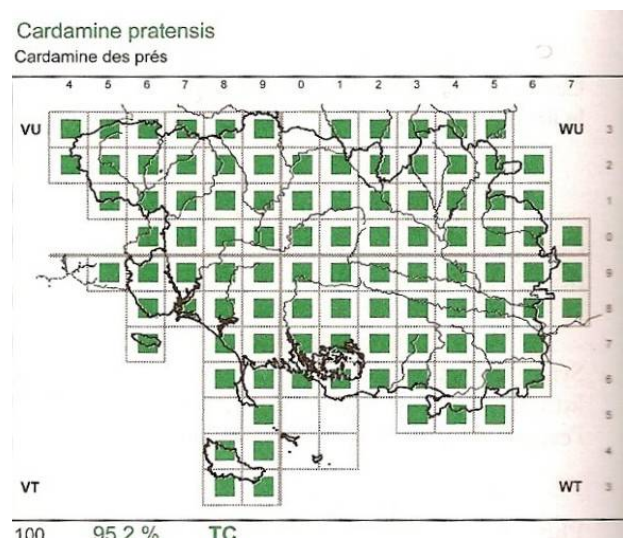 Cardamine pratensis
Cardamine des prés
4 5 6 7 8 9 0 1 2 3 4 5 6 7
VU WU 3
2
1
0
9
8
7
6
5
4
VT WT 3
100 95.2 % TC